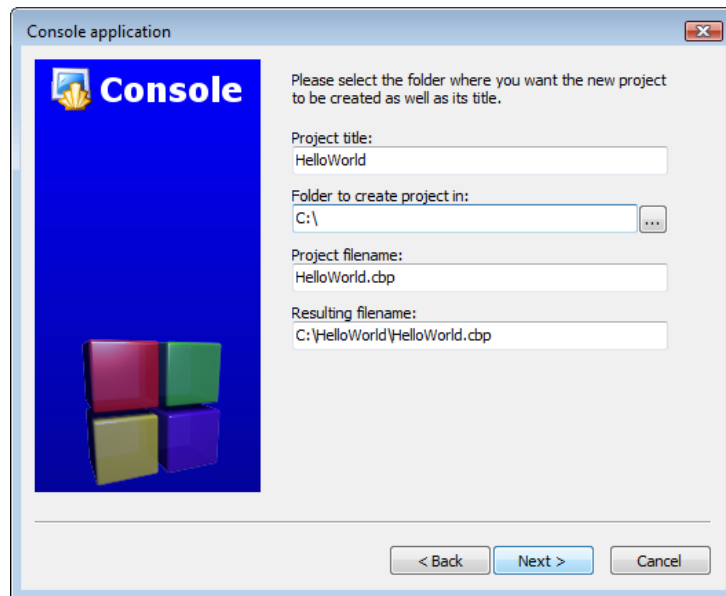 Console application
Console
Please select the folder where you want the new project
to be created as well as its title.
Project title:
HelloWorld
Folder to create project in:
C:\
...
Project filename:
HelloWorld.cbp
Resulting filename:
C:\HelloWorld\HelloWorld.cbp
< Back
Next >
Cancel